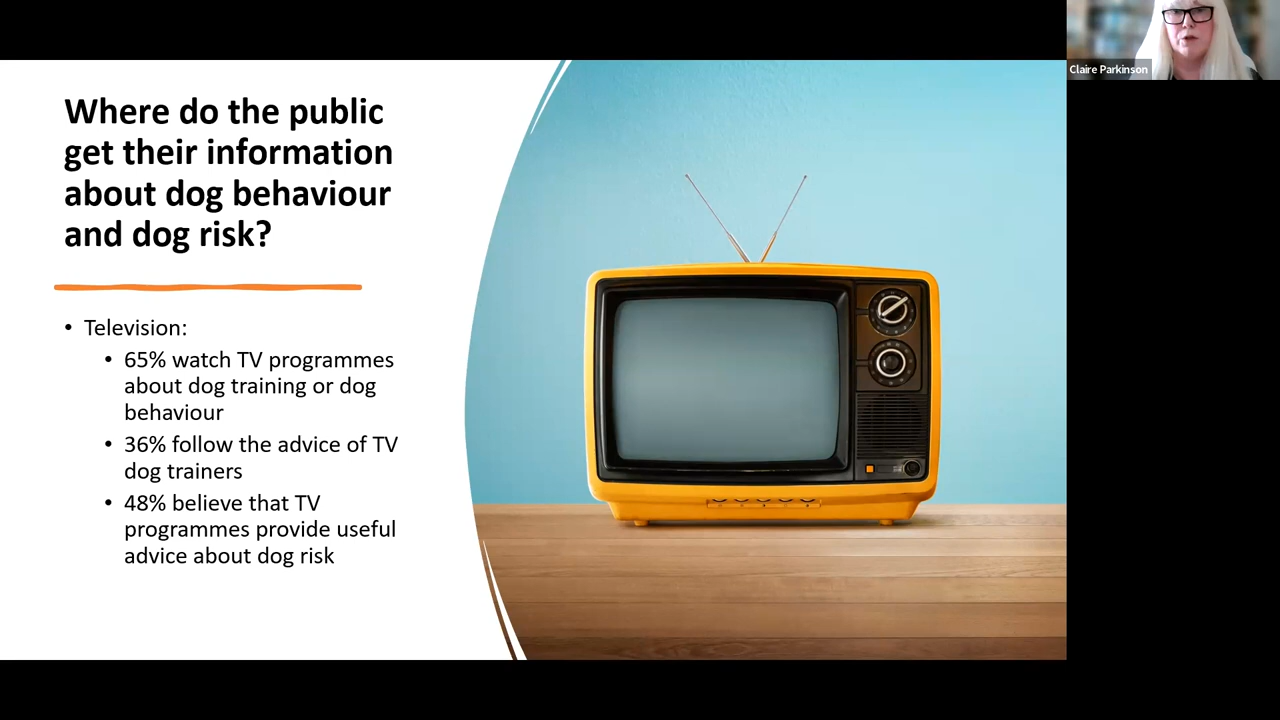 Claire Parkinson
Where do the public
get their information
about dog behaviour
and dog risk?
• Television:
• 65% watch TV programmes
about dog training or dog
behaviour
• 36% follow the advice of TV
dog trainers
• 48% believe that TV
programmes provide useful
advice about dog risk